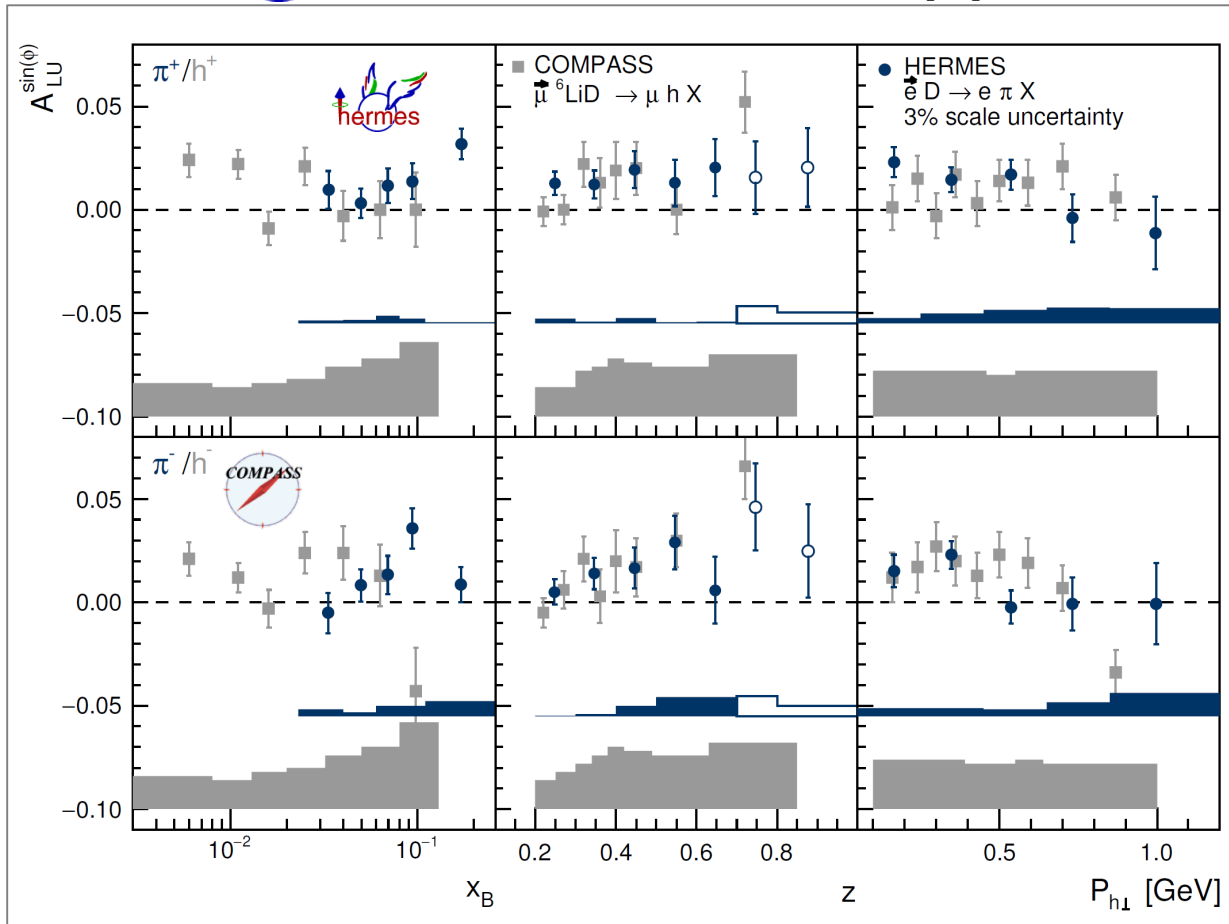 A_LU^sin(ϕ)
π⁺/h⁺
hermes
COMPASS
μ⃗ ⁶LiD → μ h X
HERMES
e⃗ D → e π X
3% scale uncertainty
0.05
0.00
−0.05
−0.10
π⁻/h⁻
COMPASS
0.05
0.00
−0.05
−0.10
10⁻² 10⁻¹ 0.2 0.4 0.6 0.8 0.5 1.0
x_B z P_h⊥ [GeV]